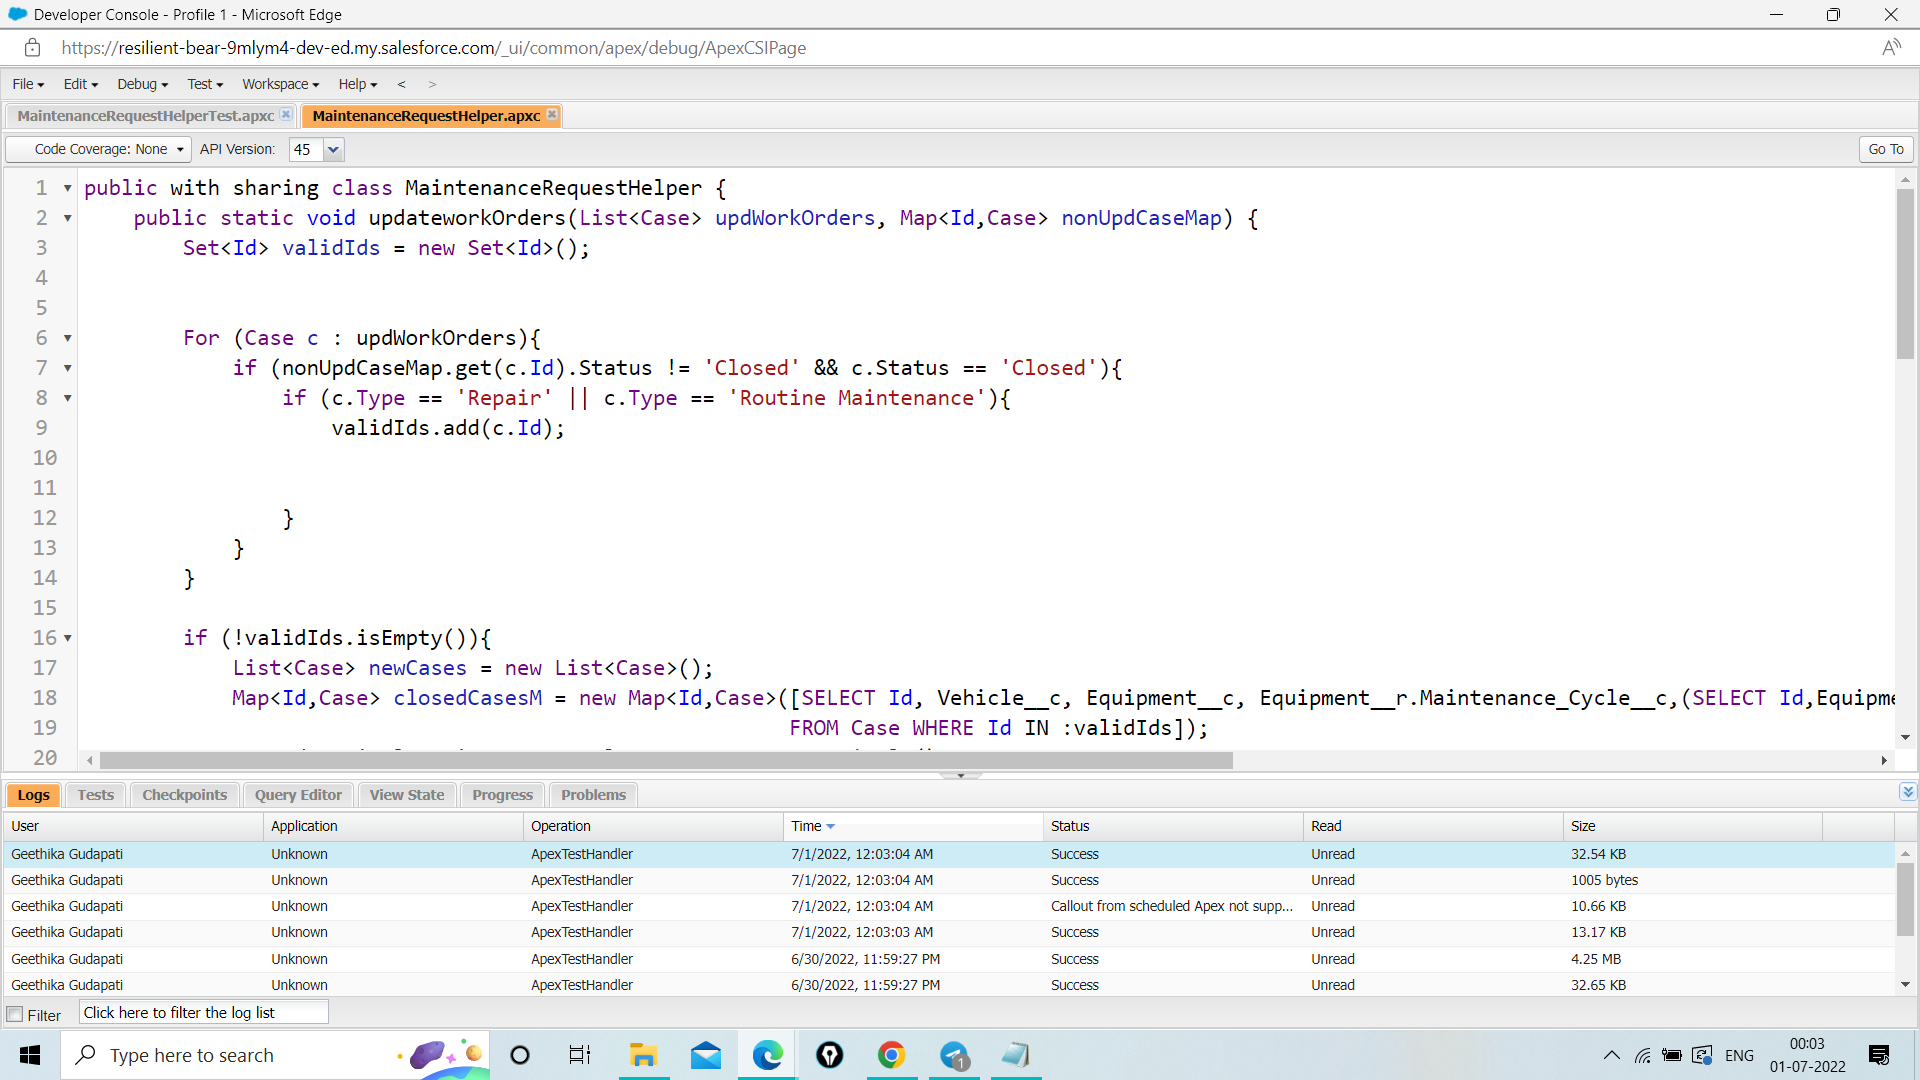 Developer Console - Profile 1 - Microsoft Edge
https://resilient-bear-9mlym4-dev-ed.my.salesforce.com/_ui/common/apex/debug/ApexCSIPage
File Edit Debug Test Workspace Help < >
MaintenanceRequestHelperTest.apxc MaintenanceRequestHelper.apxc
Code Coverage: None API Version: 45 Go To
1 public with sharing class MaintenanceRequestHelper {
2 public static void updateworkOrders(List<Case> updWorkOrders, Map<Id,Case> nonUpdCaseMap) {
3 Set<Id> validIds = new Set<Id>();
4
5
6 For (Case c : updWorkOrders){
7 if (nonUpdCaseMap.get(c.Id).Status != 'Closed' && c.Status == 'Closed'){
8 if (c.Type == 'Repair' || c.Type == 'Routine Maintenance'){
9 validIds.add(c.Id);
10
11
12 }
13 }
14 }
15
16 if (!validIds.isEmpty()){
17 List<Case> newCases = new List<Case>();
18 Map<Id,Case> closedCasesM = new Map<Id,Case>([SELECT Id, Vehicle__c, Equipment__c, Equipment__r.Maintenance_Cycle__c,(SELECT Id,Equipme
19 FROM Case WHERE Id IN :validIds]);
20
Logs Tests Checkpoints Query Editor View State Progress Problems
User Application Operation Time Status Read Size
Geethika Gudapati Unknown ApexTestHandler 7/1/2022, 12:03:04 AM Success Unread 32.54 KB
Geethika Gudapati Unknown ApexTestHandler 7/1/2022, 12:03:04 AM Success Unread 1005 bytes
Geethika Gudapati Unknown ApexTestHandler 7/1/2022, 12:03:04 AM Callout from scheduled Apex not supp... Unread 10.66 KB
Geethika Gudapati Unknown ApexTestHandler 7/1/2022, 12:03:03 AM Success Unread 13.17 KB
Geethika Gudapati Unknown ApexTestHandler 6/30/2022, 11:59:27 PM Success Unread 4.25 MB
Geethika Gudapati Unknown ApexTestHandler 6/30/2022, 11:59:27 PM Success Unread 32.65 KB
Filter Click here to filter the log list
Type here to search
1
ENG
00:03
01-07-2022